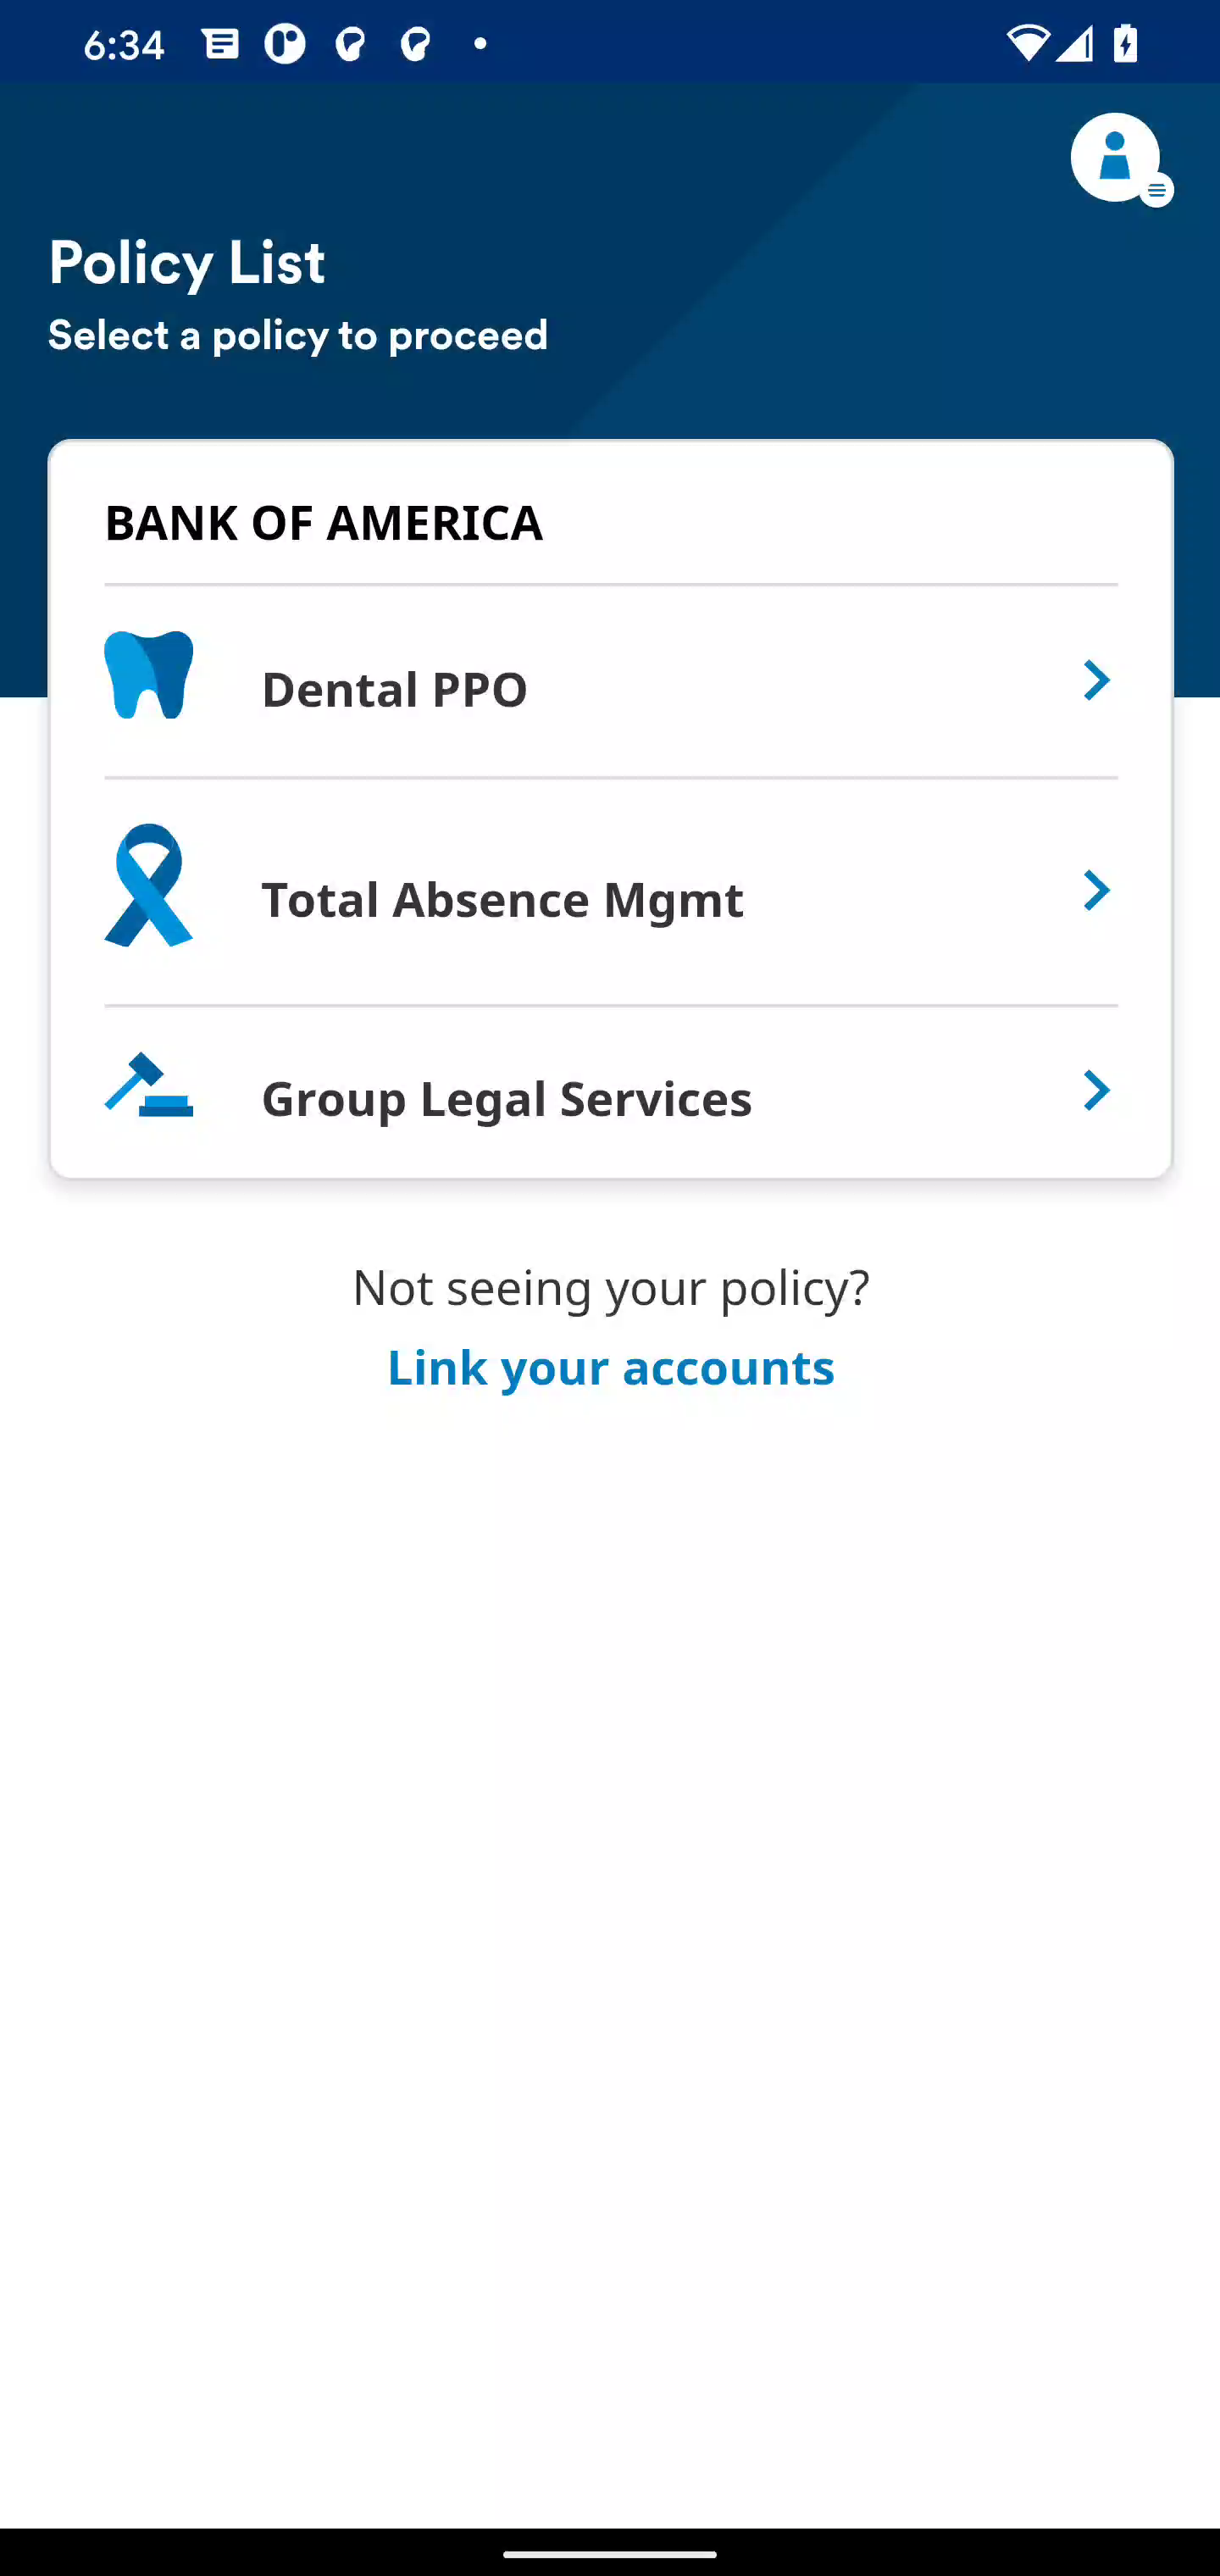 6:34
Policy List
Select a policy to proceed
BANK OF AMERICA
Dental PPO
Total Absence Mgmt
Group Legal Services
Not seeing your policy?
Link your accounts